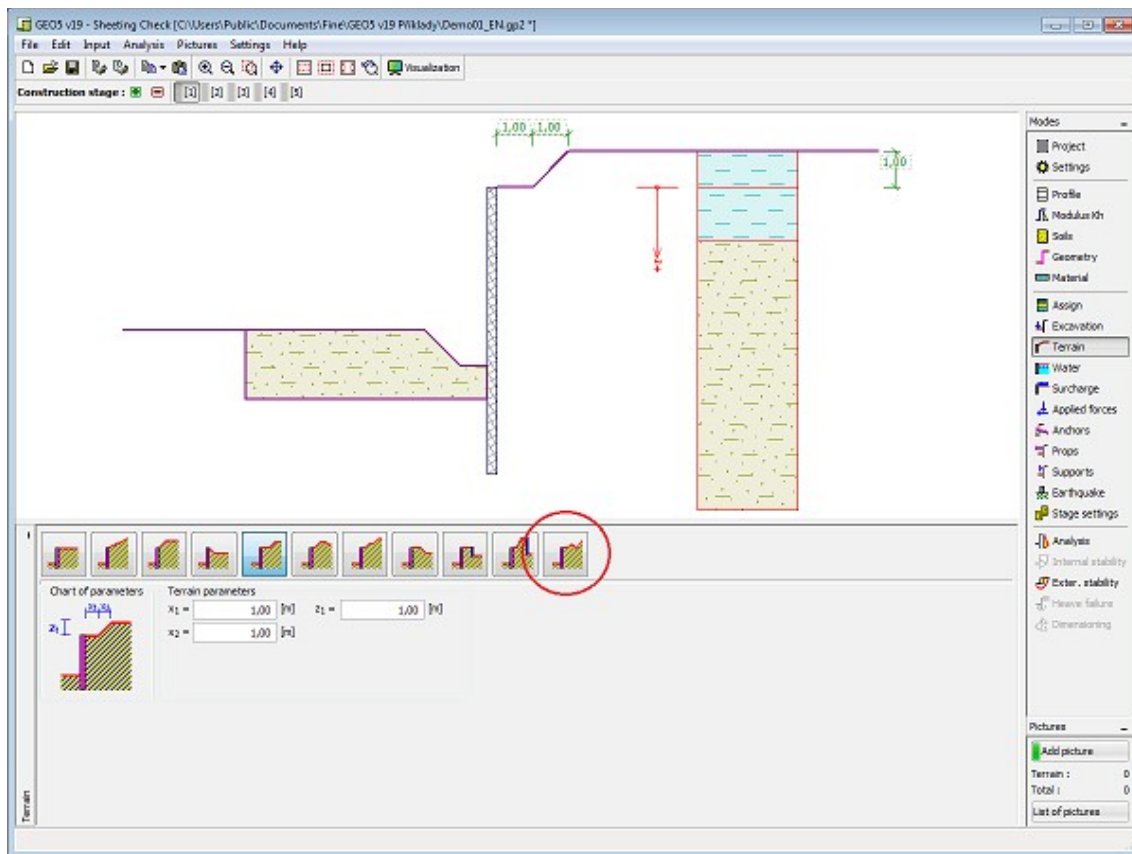 GEO5 v19 - Sheeting Check [C:\Users\Public\Documents\Fine\GEO5 v19 Příklady\Demo01_EN.gp2 *]
File Edit Input Analysis Pictures Settings Help
Visualization
Construction stage : [1] [2] [3] [4] [5]
1,00 1,00
1,00
+z
Modes
Project
Settings
Profile
Modulus Kh
Soils
Geometry
Material
Assign
Excavation
Terrain
Water
Surcharge
Applied forces
Anchors
Props
Supports
Earthquake
Stage settings
Analysis
Internal stability
Exter. stability
Heave failure
Dimensioning
Chart of parameters
x1 x2
z1
Terrain parameters
x1 = 1,00 [m] z1 = 1,00 [m]
x2 = 1,00 [m]
Terrain
Pictures
Add picture
Terrain : 0
Total : 0
List of pictures